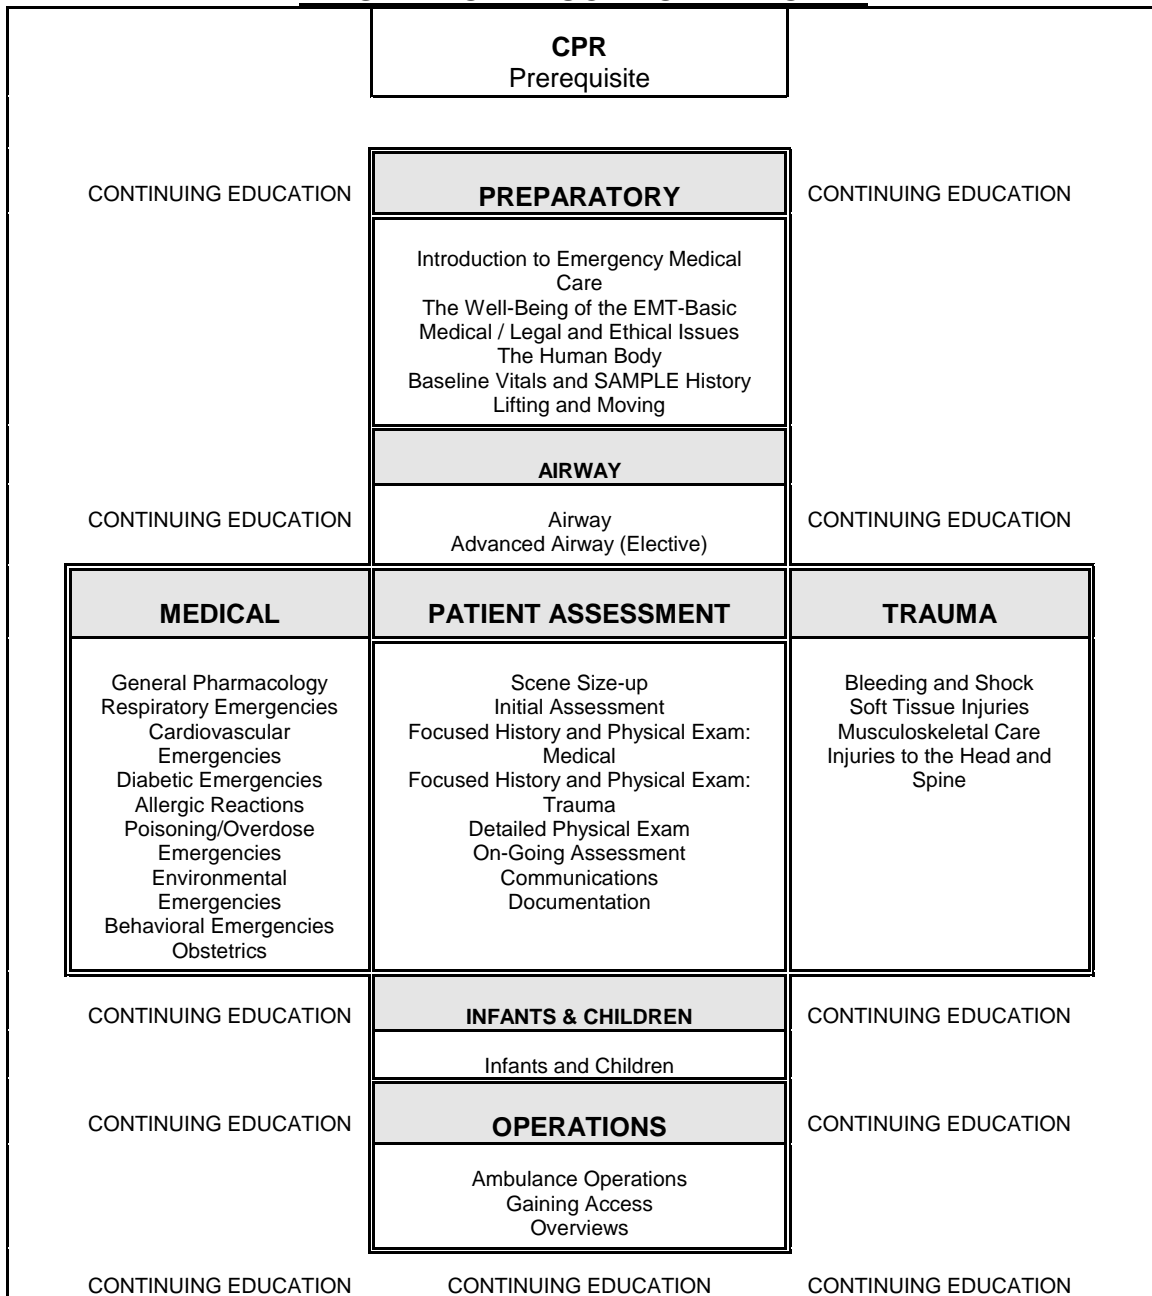 CPR
Prerequisite
CONTINUING EDUCATION
PREPARATORY
CONTINUING EDUCATION
Introduction to Emergency Medical
Care
The Well-Being of the EMT-Basic
Medical / Legal and Ethical Issues
The Human Body
Baseline Vitals and SAMPLE History
Lifting and Moving
AIRWAY
CONTINUING EDUCATION
Airway
Advanced Airway (Elective)
CONTINUING EDUCATION
MEDICAL
General Pharmacology
Respiratory Emergencies
Cardiovascular
Emergencies
Diabetic Emergencies
Allergic Reactions
Poisoning/Overdose
Emergencies
Environmental
Emergencies
Behavioral Emergencies
Obstetrics
PATIENT ASSESSMENT
Scene Size-up
Initial Assessment
Focused History and Physical Exam:
Medical
Focused History and Physical Exam:
Trauma
Detailed Physical Exam
On-Going Assessment
Communications
Documentation
TRAUMA
Bleeding and Shock
Soft Tissue Injuries
Musculoskeletal Care
Injuries to the Head and
Spine
CONTINUING EDUCATION
INFANTS & CHILDREN
CONTINUING EDUCATION
Infants and Children
CONTINUING EDUCATION
OPERATIONS
CONTINUING EDUCATION
Ambulance Operations
Gaining Access
Overviews
CONTINUING EDUCATION
CONTINUING EDUCATION
CONTINUING EDUCATION